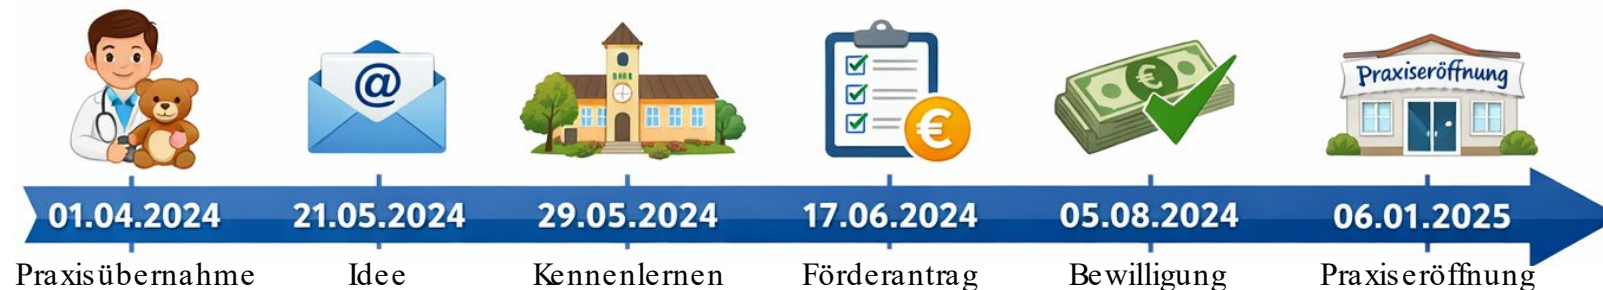 @
€
€
Praxiseröffnung
01.04.2024 21.05.2024 29.05.2024 17.06.2024 05.08.2024 06.01.2025
Praxisübernahme Idee Kennenlernen Förderantrag Bewilligung Praxiseröffnung